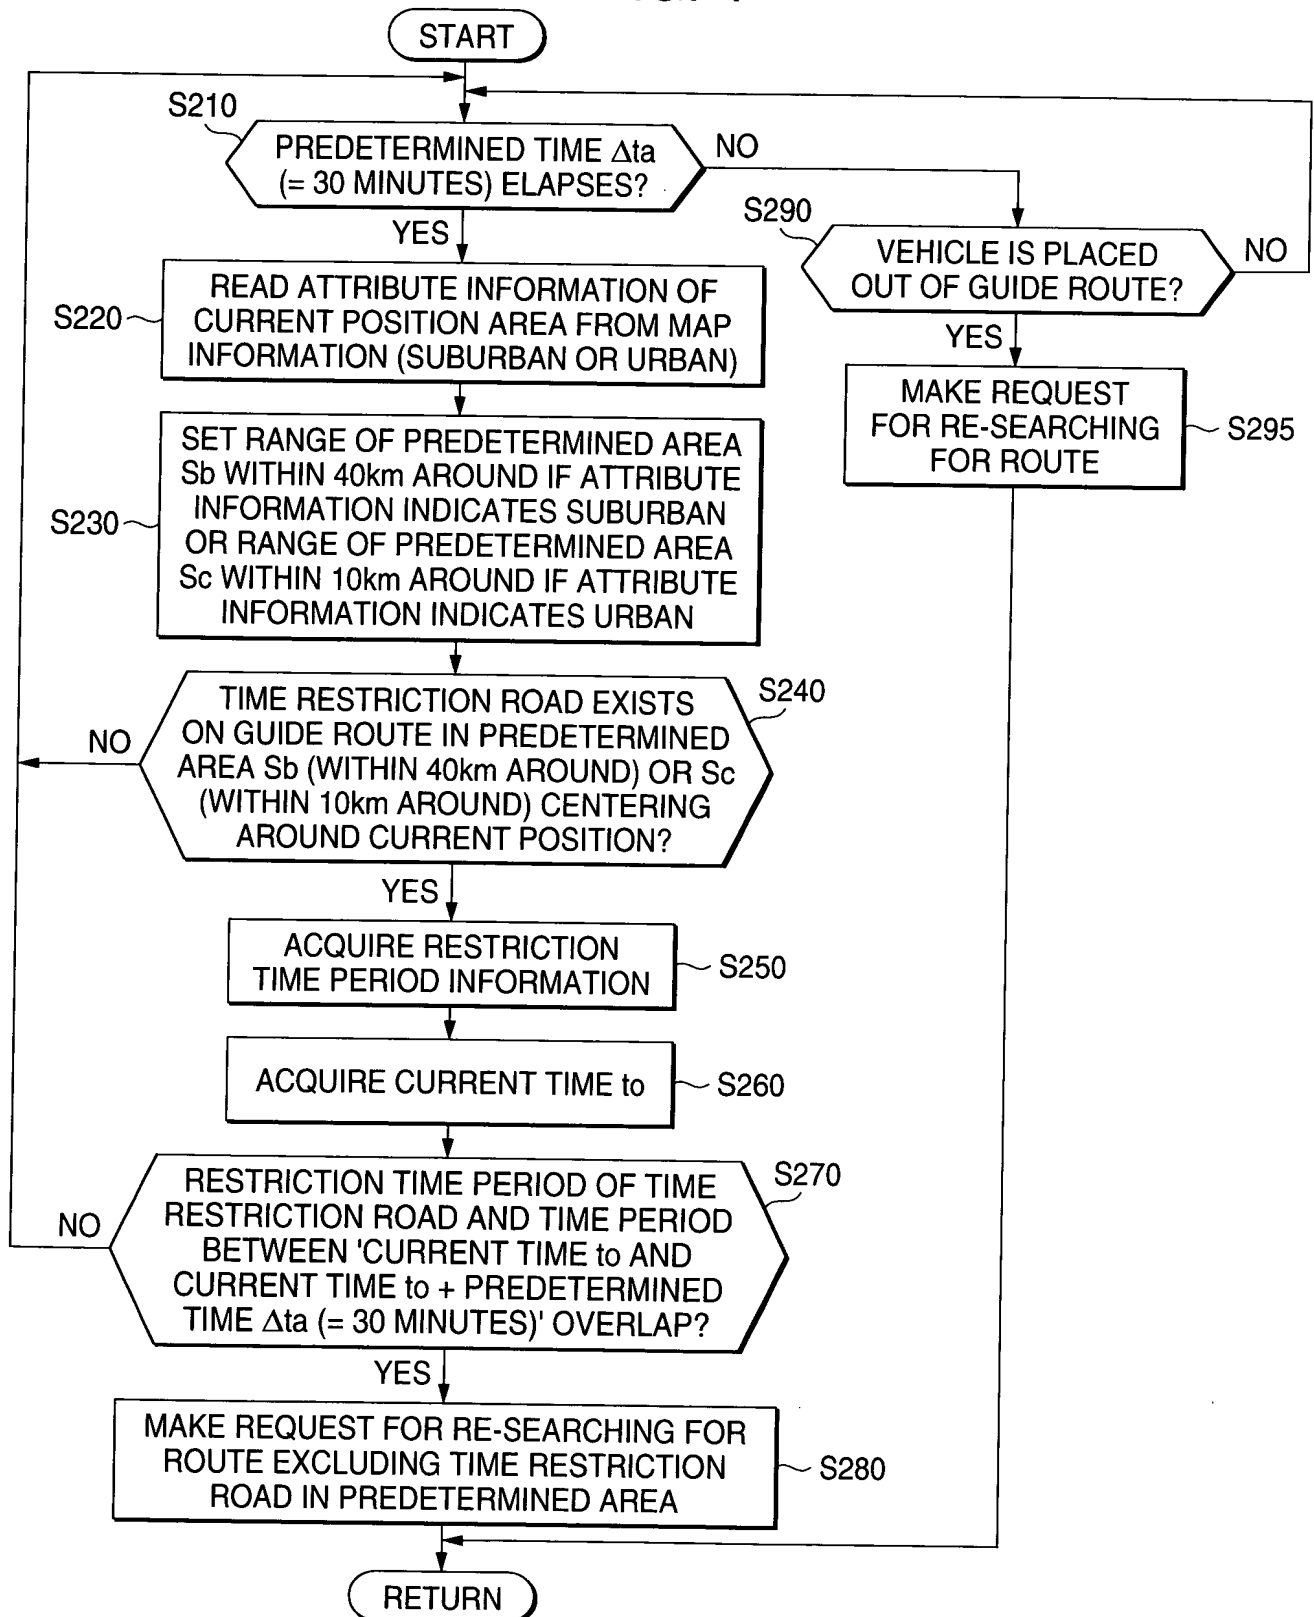 START
S210
PREDETERMINED TIME Δta
(= 30 MINUTES) ELAPSES?
NO
YES
S290
VEHICLE IS PLACED
OUT OF GUIDE ROUTE?
NO
YES
S220
READ ATTRIBUTE INFORMATION OF
CURRENT POSITION AREA FROM MAP
INFORMATION (SUBURBAN OR URBAN)
MAKE REQUEST
FOR RE-SEARCHING
FOR ROUTE
S295
S230
SET RANGE OF PREDETERMINED AREA
Sb WITHIN 40km AROUND IF ATTRIBUTE
INFORMATION INDICATES SUBURBAN
OR RANGE OF PREDETERMINED AREA
Sc WITHIN 10km AROUND IF ATTRIBUTE
INFORMATION INDICATES URBAN
S240
TIME RESTRICTION ROAD EXISTS
ON GUIDE ROUTE IN PREDETERMINED
AREA Sb (WITHIN 40km AROUND) OR Sc
(WITHIN 10km AROUND) CENTERING
AROUND CURRENT POSITION?
NO
YES
ACQUIRE RESTRICTION
TIME PERIOD INFORMATION
S250
ACQUIRE CURRENT TIME to
S260
S270
RESTRICTION TIME PERIOD OF TIME
RESTRICTION ROAD AND TIME PERIOD
BETWEEN 'CURRENT TIME to AND
CURRENT TIME to + PREDETERMINED
TIME Δta (= 30 MINUTES)' OVERLAP?
NO
YES
MAKE REQUEST FOR RE-SEARCHING FOR
ROUTE EXCLUDING TIME RESTRICTION
ROAD IN PREDETERMINED AREA
S280
RETURN